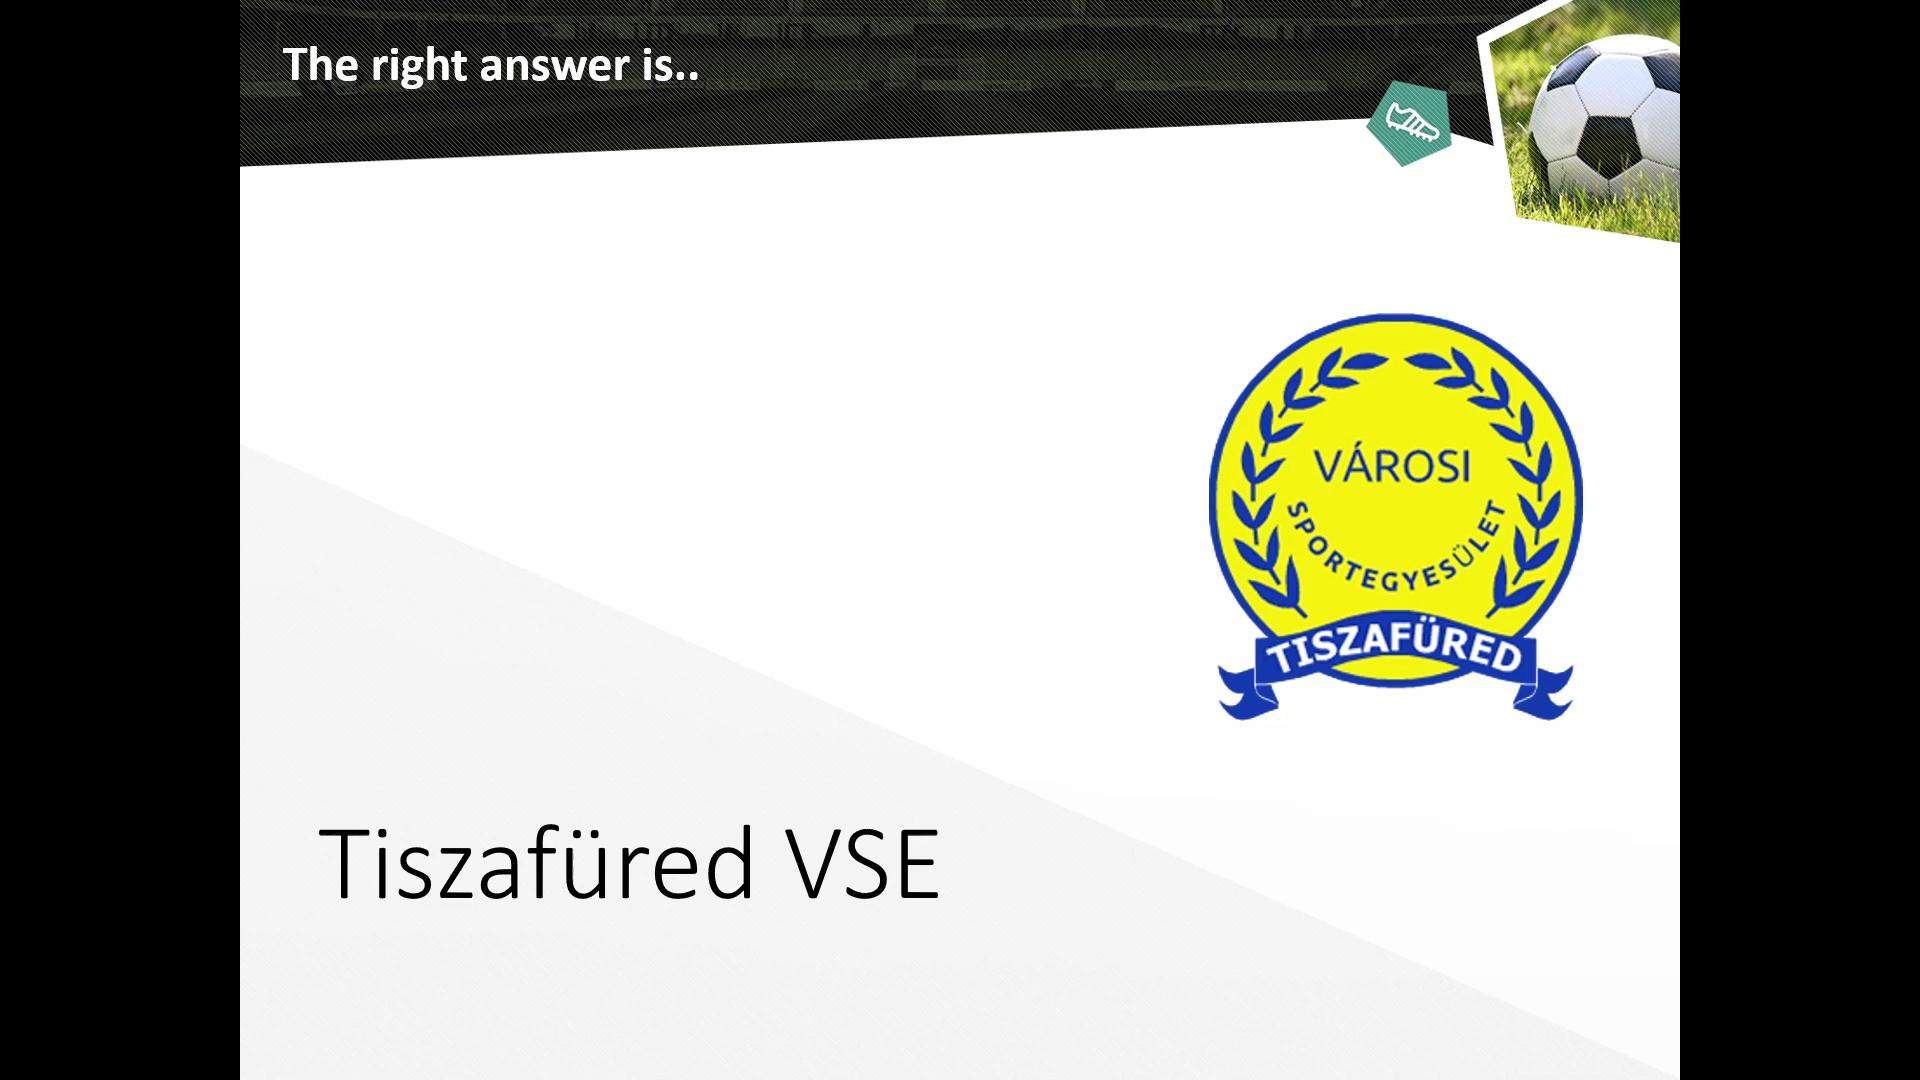 The right answer is..
VÁROSI
SPORTEGYESÜLET
TISZAFÜRED
Tiszafüred VSE